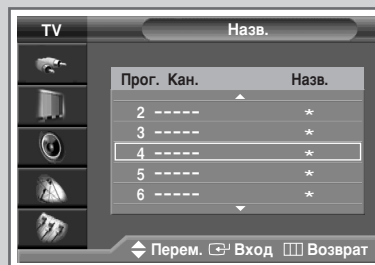 TV Назв.
Прог. Кан. Назв.
2 ----- *
3 ----- *
4 ----- *
5 ----- *
6 ----- *
Перем. Вход Возврат